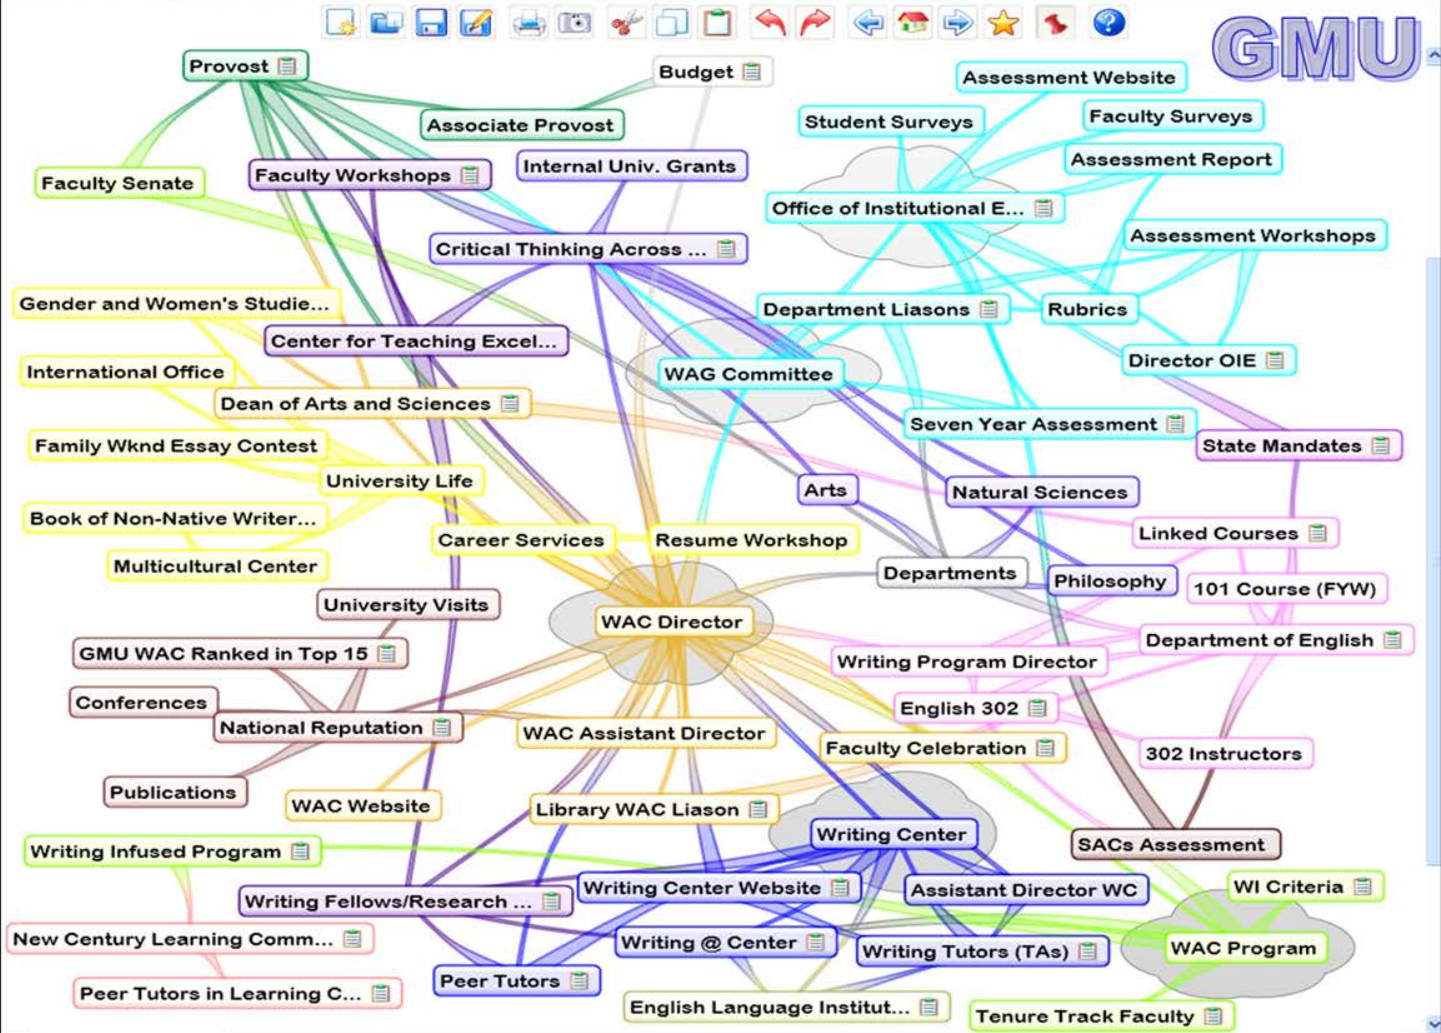 GMU
Provost
Budget
Assessment Website
Associate Provost
Student Surveys
Faculty Surveys
Faculty Senate
Faculty Workshops
Internal Univ. Grants
Assessment Report
Office of Institutional E...
Critical Thinking Across ...
Assessment Workshops
Gender and Women's Studie...
Center for Teaching Excel...
Department Liasons
Rubrics
International Office
WAG Committee
Director OIE
Dean of Arts and Sciences
Seven Year Assessment
Family Wknd Essay Contest
State Mandates
University Life
Arts
Natural Sciences
Book of Non-Native Writer...
Career Services
Resume Workshop
Linked Courses
Multicultural Center
Departments
Philosophy
101 Course (FYW)
University Visits
WAC Director
Department of English
GMU WAC Ranked in Top 15
Writing Program Director
Conferences
English 302
National Reputation
WAC Assistant Director
Faculty Celebration
302 Instructors
Publications
WAC Website
Library WAC Liason
Writing Center
SACs Assessment
Writing Infused Program
Writing Center Website
Assistant Director WC
WI Criteria
Writing Fellows/Research ...
New Century Learning Comm...
Writing @ Center
Writing Tutors (TAs)
WAC Program
Peer Tutors in Learning C...
Peer Tutors
English Language Institut...
Tenure Track Faculty